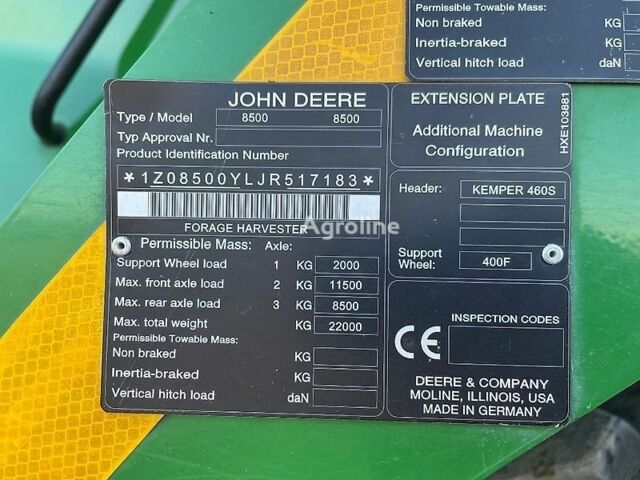 Permissible Towable Mass:
Non braked KG
Inertia-braked KG
Vertical hitch load daN
JOHN DEERE
Type / Model 8500 8500
Typ Approval Nr.
Product Identification Number
*1Z08500YLJR517183*
FORAGE HARVESTER
Permissible Mass: Axle:
Support Wheel load 1 KG 2000
Max. front axle load 2 KG 11500
Max. rear axle load 3 KG 8500
Max. total weight KG 22000
Permissible Towable Mass:
Non braked KG
Inertia-braked KG
Vertical hitch load daN
EXTENSION PLATE
Additional Machine
Configuration
HXE103881
Header: KEMPER 460S
Support
Wheel: 400F
INSPECTION CODES
CE
DEERE & COMPANY
MOLINE, ILLINOIS, USA
MADE IN GERMANY
Agroline